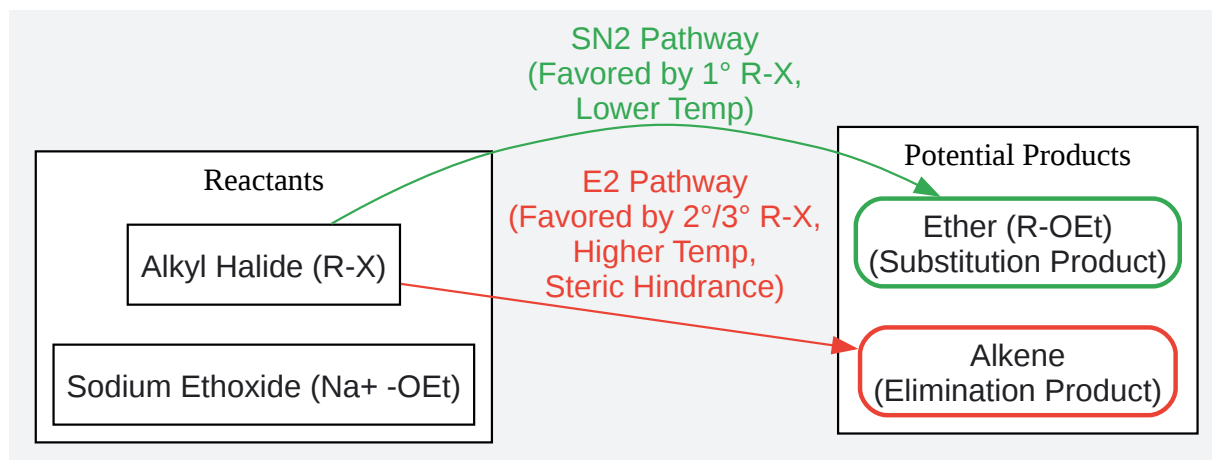 SN2 Pathway
(Favored by 1° R-X,
Lower Temp)
Reactants
Alkyl Halide (R-X)
Sodium Ethoxide (Na+ -OEt)
E2 Pathway
(Favored by 2°/3° R-X,
Higher Temp,
Steric Hindrance)
Potential Products
Ether (R-OEt)
(Substitution Product)
Alkene
(Elimination Product)